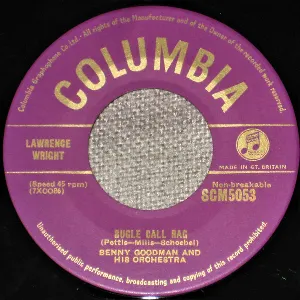 Columbia Graphophone Co Ltd - All Rights of the Manufacturer and of the Owner of the Recorded Work Reserved
COLUMBIA
LAWRENCE
WRIGHT
MADE IN GT. BRITAIN
(Speed 45 rpm)
(7XCO86)
Non-breakable
SCM5053
BUGLE CALL RAG
(Pettis—Mills—Schoebel)
BENNY GOODMAN AND
HIS ORCHESTRA
Unauthorised public performance, broadcasting and copying of this record prohibited